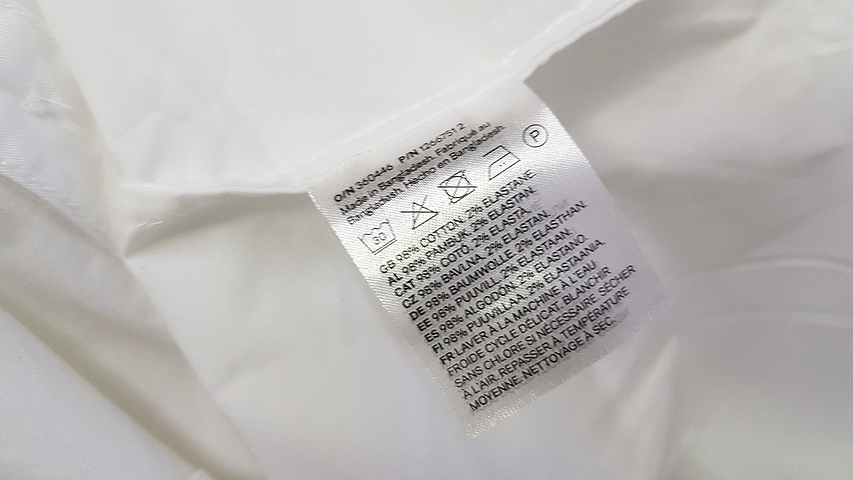 O/N 360446 P/N 1266751 2
Made in Bangladesh. Fabriqué au
Bangladesh. Hecho en Bangladesh.
30
P
GB 98% COTTON. 2% ELASTANE.
AL 98% PAMBUK. 2% ELASTAN.
CAT 98% COTÓ. 2% ELASTÀ.
CZ 98% BAVLNA. 2% ELASTAN.
DE 98% BAUMWOLLE. 2% ELASTHAN.
EE 98% PUUVILL. 2% ELASTAAN.
ES 98% ALGODÓN. 2% ELASTANO.
FI 98% PUUVILLAA. 2% ELASTAANIA.
FR LAVER À LA MACHINE À L'EAU
FROIDE CYCLE DÉLICAT. BLANCHIR
SANS CHLORE SI NÉCESSAIRE. SÉCHER
À L'AIR. REPASSER À TEMPÉRATURE
MOYENNE. NETTOYAGE À SEC.